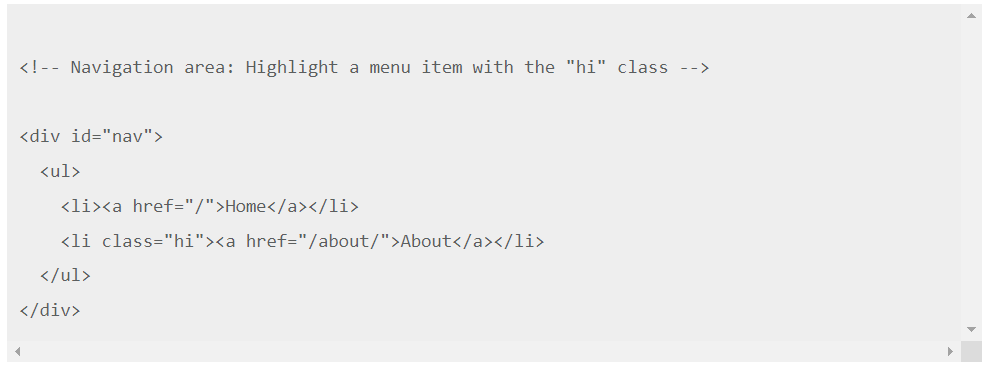 <!-- Navigation area: Highlight a menu item with the "hi" class -->
<div id="nav">
<ul>
<li><a href="/">Home</a></li>
<li class="hi"><a href="/about/">About</a></li>
</ul>
</div>